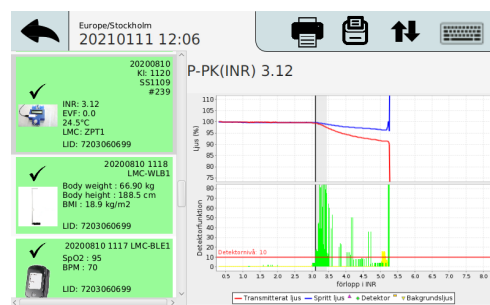 Europe/Stockholm
20210111 12:06
20200810
KI: 1120
SS1109
#239
INR: 3.12
EVF: 0.0
24.5°C
LMC: ZPT1
LID: 7203060699
20200810 1118
LMC-WLB1
Body weight : 66.90 kg
Body height : 188.5 cm
BMI : 18.9 kg/m2
LID: 7203060699
20200810 1117 LMC-BLE1
SpO2 : 95
BPM : 70
LID: 7203060699
P-PK(INR) 3.12
Ljus (%)
110
105
100
95
90
85
80
75
Detektorfunktion
80
70
60
50
40
30
20
10
0
Detektornivå 10
0.5 1.0 1.5 2.0 2.5 3.0 3.5 4.0 4.5 5.0 5.5 6.0 6.5 7.0 7.5 8.0
förlopp i INR
Transmitterat ljus Spritt ljus Detektor Bakgrundsljus